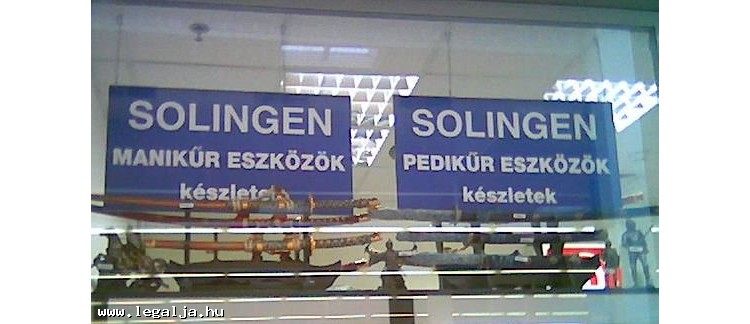 SOLINGEN
MANIKŰR ESZKÖZÖK
készletek
SOLINGEN
PEDIKŰR ESZKÖZÖK
készletek
www.legalja.hu